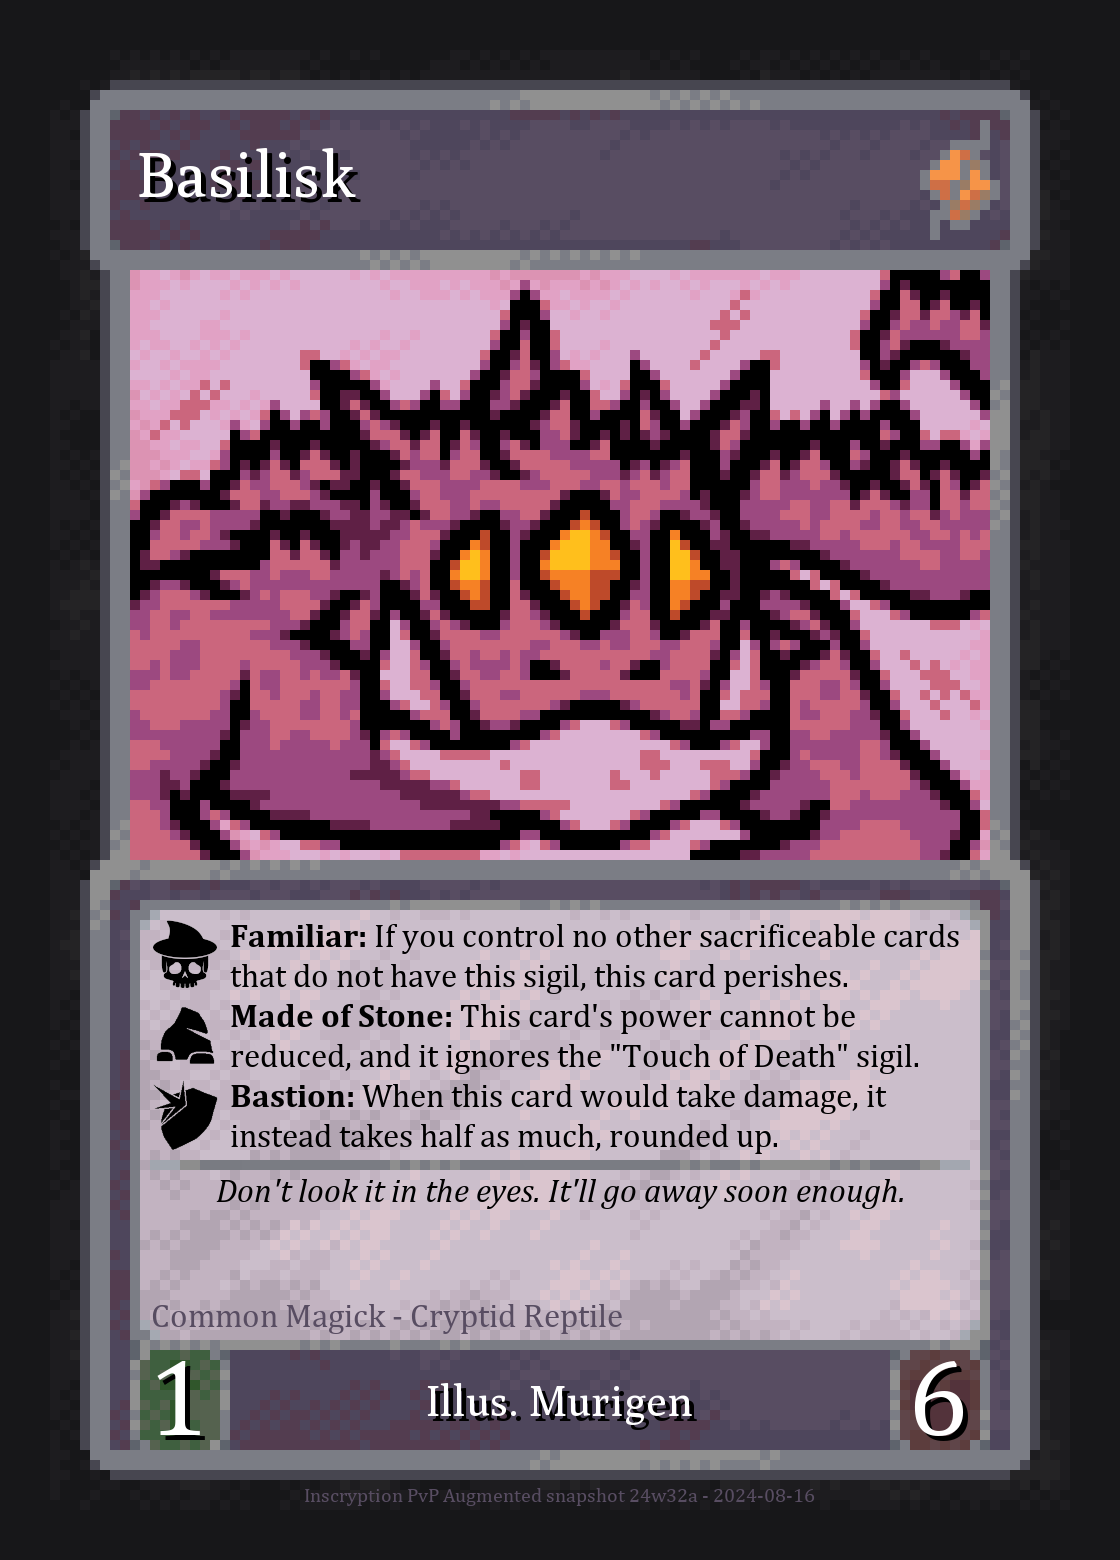 Basilisk
Familiar: If you control no other sacrificeable cards
that do not have this sigil, this card perishes.
Made of Stone: This card's power cannot be
reduced, and it ignores the "Touch of Death" sigil.
Bastion: When this card would take damage, it
instead takes half as much, rounded up.
Don't look it in the eyes. It'll go away soon enough.
Common Magick - Cryptid Reptile
1 Illus. Murigen 6
Inscryption PvP Augmented snapshot 24w32a - 2024-08-16